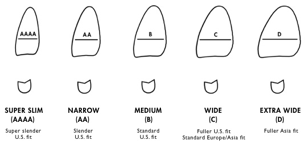 AAAA
AA
B
C
D
SUPER SLIM
(AAAA)
Super slender
U.S. fit
NARROW
(AA)
Slender
U.S. fit
MEDIUM
(B)
Standard
U.S. fit
WIDE
(C)
Fuller U.S. fit
Standard Europe/Asia fit
EXTRA WIDE
(D)
Fuller Asia fit